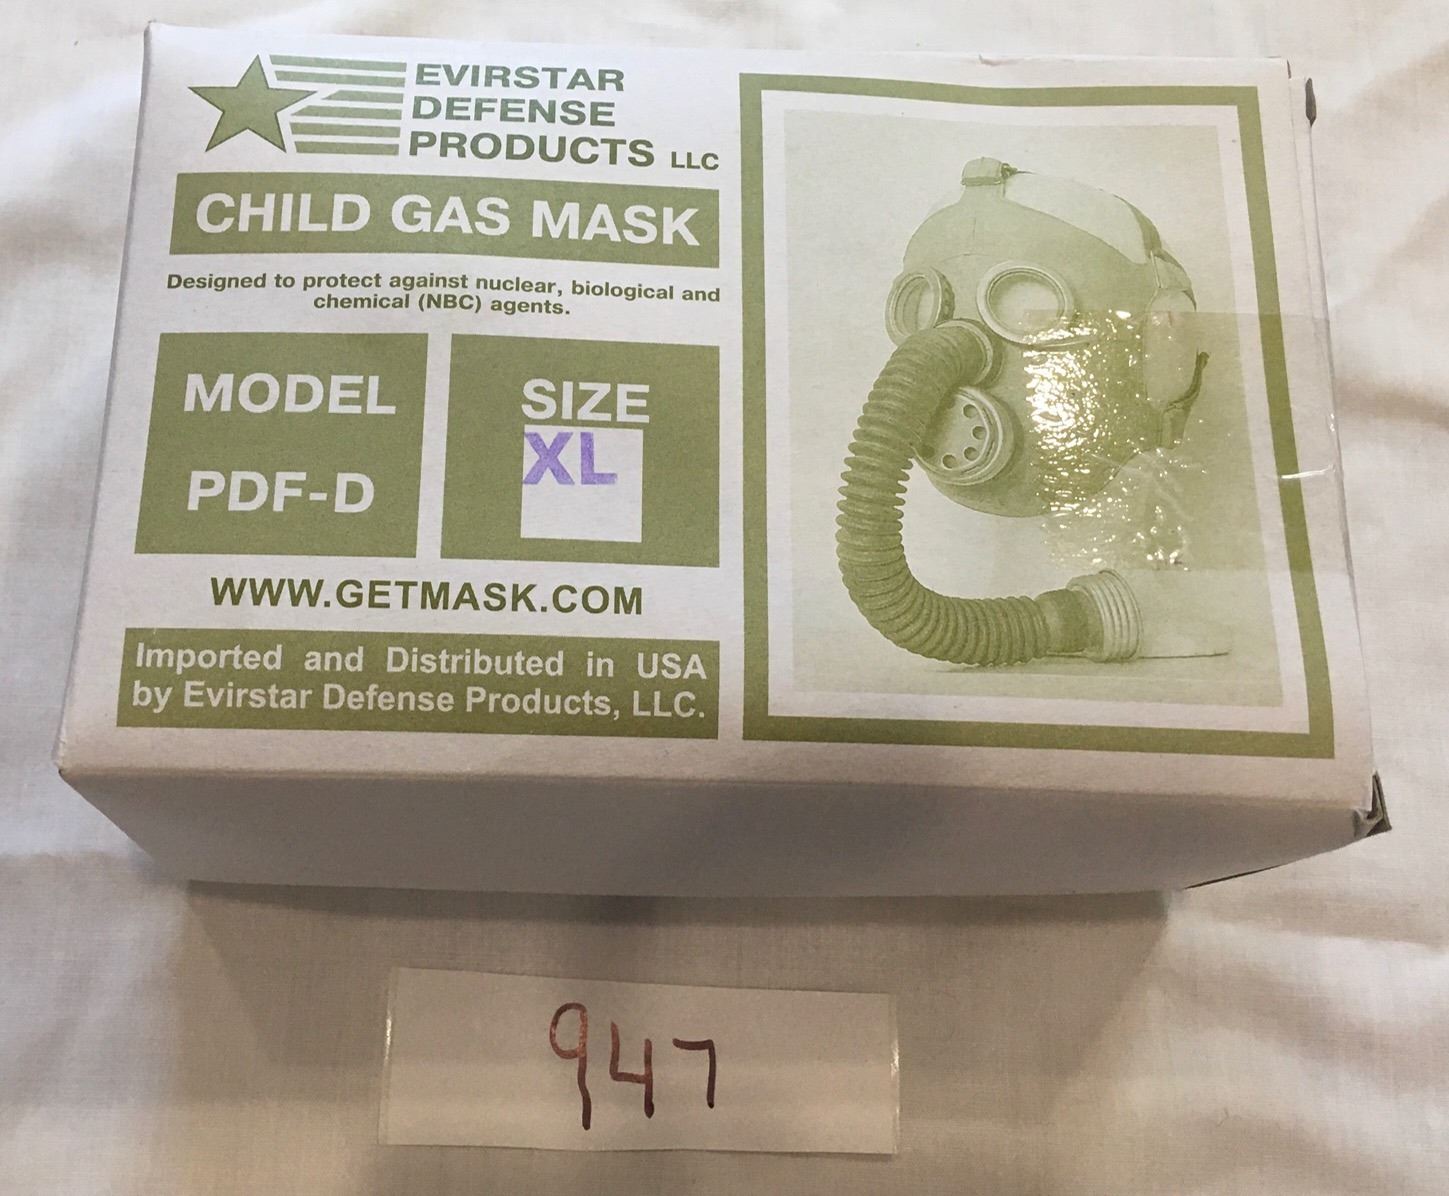 EVIRSTAR
DEFENSE
PRODUCTS LLC
CHILD GAS MASK
Designed to protect against nuclear, biological and
chemical (NBC) agents.
MODEL
PDF-D
SIZE
XL
WWW.GETMASK.COM
Imported and Distributed in USA
by Evirstar Defense Products, LLC.
947